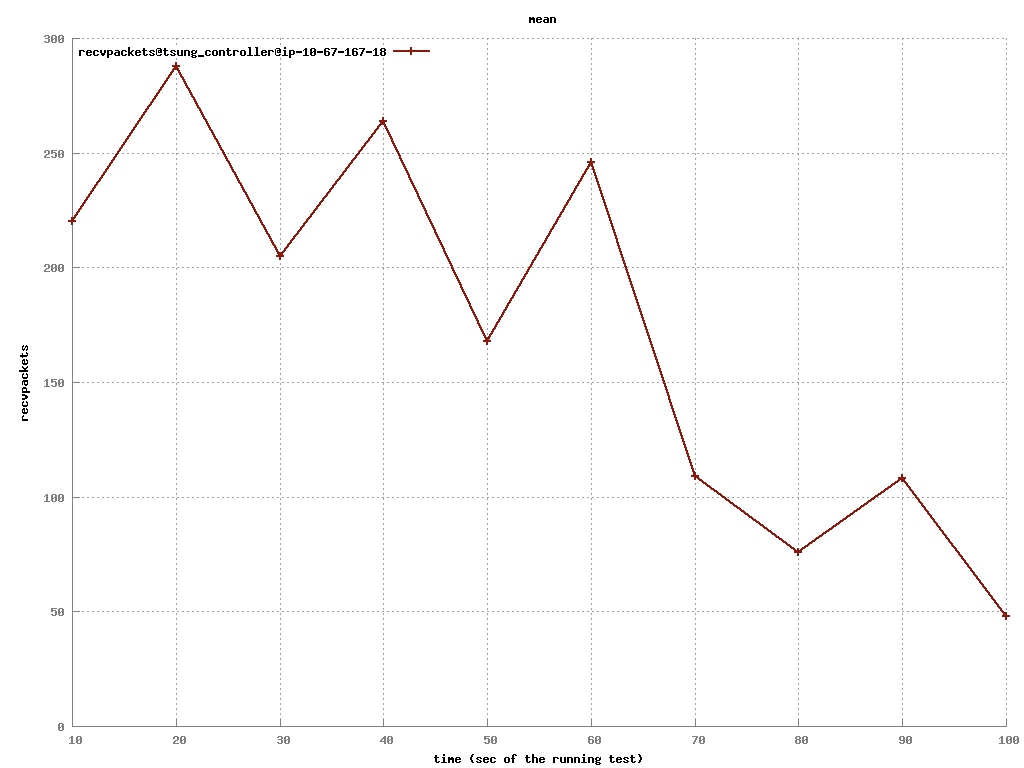 mean
300
recvpackets@tsung_controller@ip-10-67-167-18
250
200
150
100
50
0
recvpackets
10 20 30 40 50 60 70 80 90 100
time (sec of the running test)